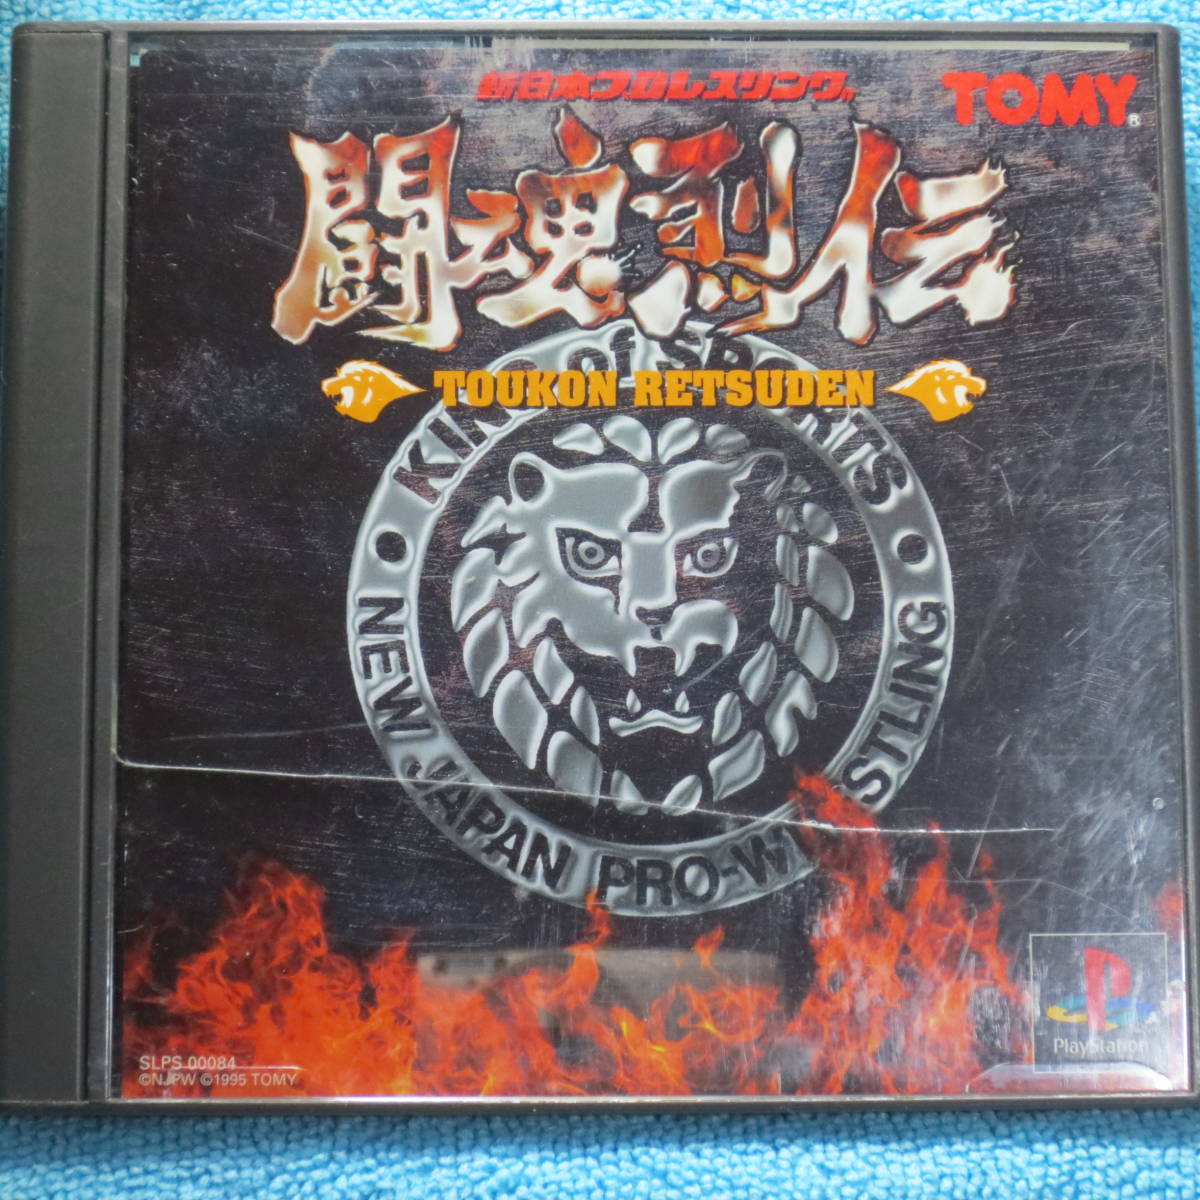 新日本プロレスリング
TOMY®
闘魂烈伝
TOUKON RETSUDEN
KING of SPORTS
NEW JAPAN PRO-WRESTLING
PlayStation
SLPS 00084
©NJPW ©1995 TOMY